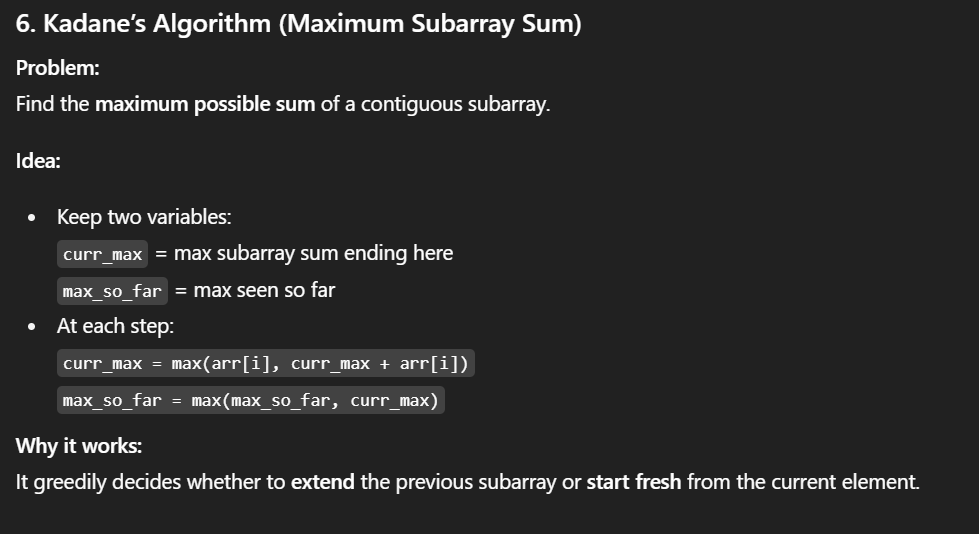 6. Kadane’s Algorithm (Maximum Subarray Sum)
Problem:
Find the maximum possible sum of a contiguous subarray.
Idea:
• Keep two variables:
curr_max = max subarray sum ending here
max_so_far = max seen so far
• At each step:
curr_max = max(arr[i], curr_max + arr[i])
max_so_far = max(max_so_far, curr_max)
Why it works:
It greedily decides whether to extend the previous subarray or start fresh from the current element.